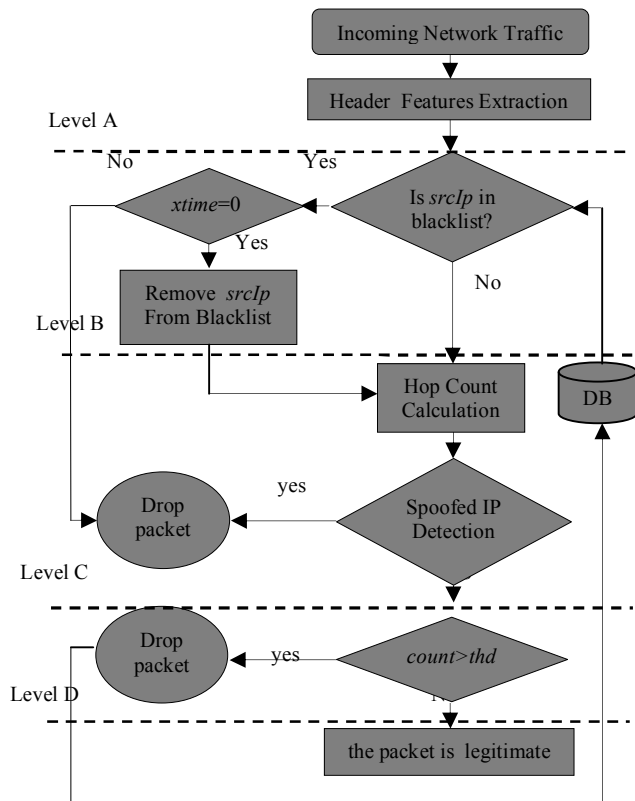 Incoming Network Traffic
Header Features Extraction
Level A
No
Yes
xtime=0
Is srcIp in
blacklist?
Yes
No
Remove srcIp
From Blacklist
Level B
Hop Count
Calculation
DB
yes
Drop
packet
Spoofed IP
Detection
Level C
Drop
packet
yes
count>thd
Level D
the packet is legitimate